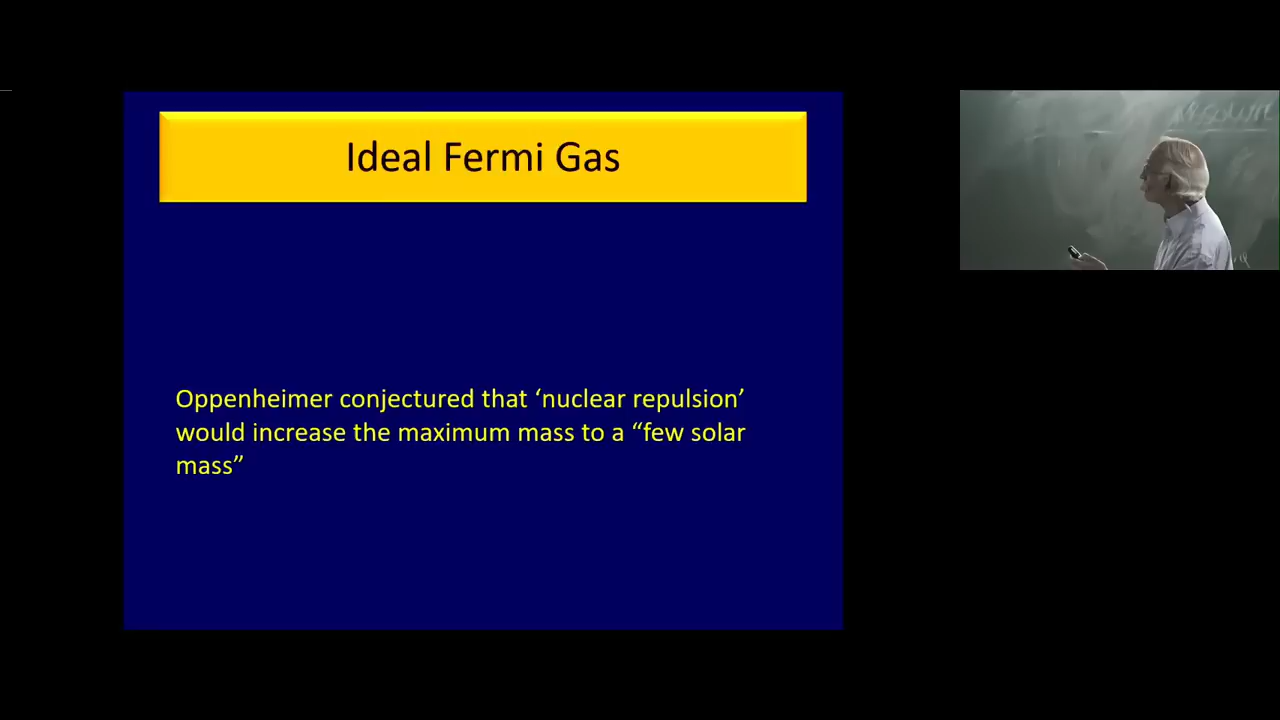 Ideal Fermi Gas
Oppenheimer conjectured that ‘nuclear repulsion’
would increase the maximum mass to a “few solar
mass”